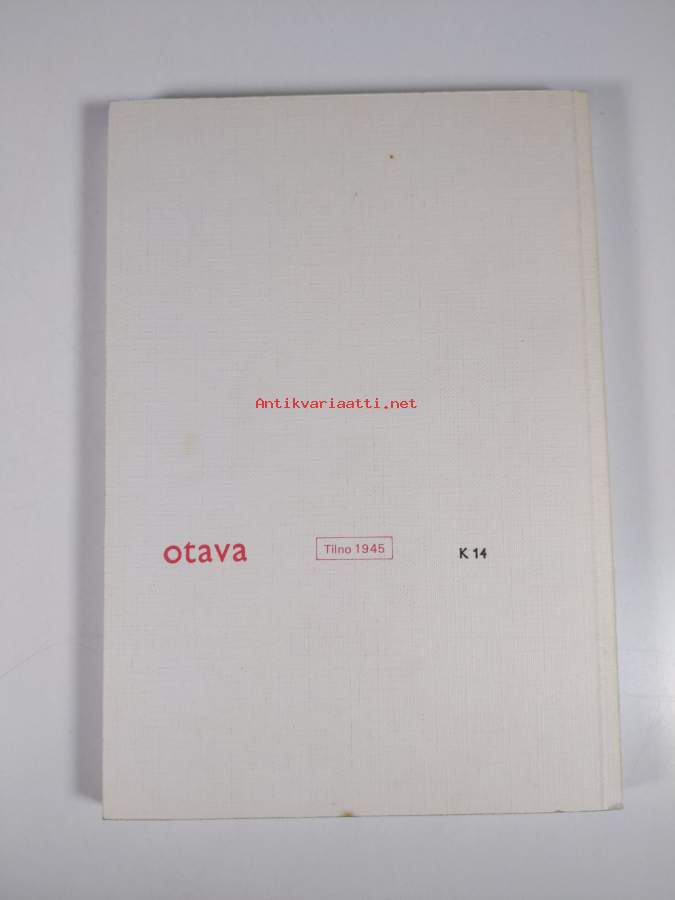 Antikvariaatti.net
otava
Tilno 1945
K 14